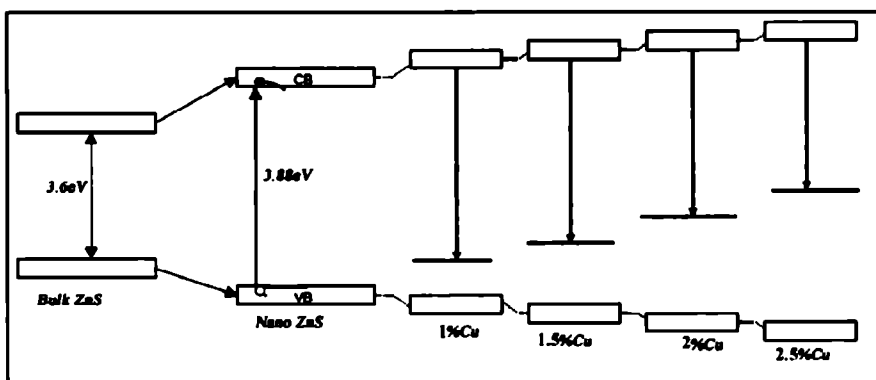 CB
3.6eV
3.88eV
Bulk ZnS
VB
Nano ZnS
1%Cu
1.5%Cu
2%Cu
2.5%Cu